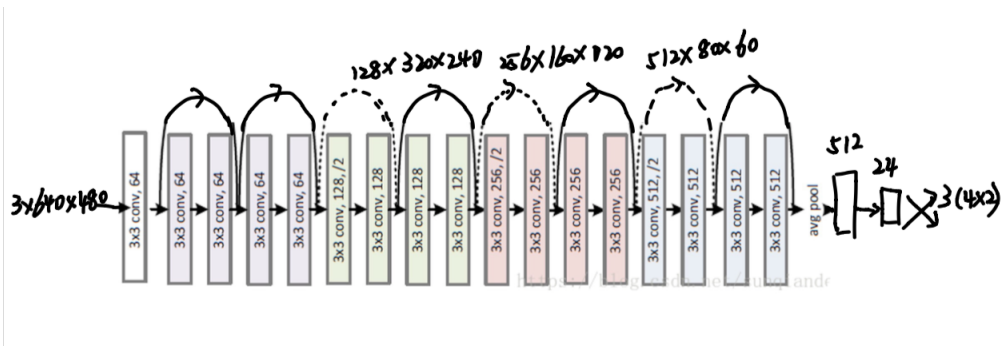 128x320x240 256x160x120 512x80x60
3x640x480
3x3 conv, 64
3x3 conv, 64
3x3 conv, 64
3x3 conv, 64
3x3 conv, 64
3x3 conv, 128, /2
3x3 conv, 128
3x3 conv, 128
3x3 conv, 128
3x3 conv, 256, /2
3x3 conv, 256
3x3 conv, 256
3x3 conv, 256
3x3 conv, 512, /2
3x3 conv, 512
3x3 conv, 512
3x3 conv, 512
avg pool
512
24
3(4x2)